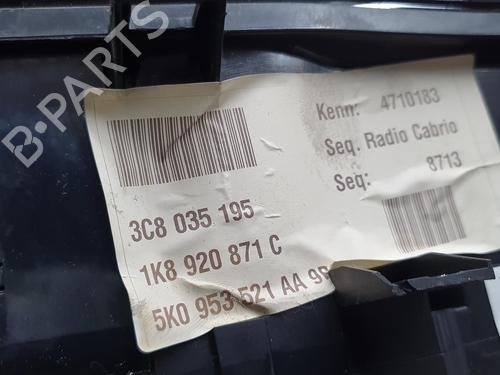 B-PARTS
Kenn: 4710183
Seq. Radio Cabrio
Seq: 8713
3C8 035 195
1K8 920 871 C
5K0 953 521 AA